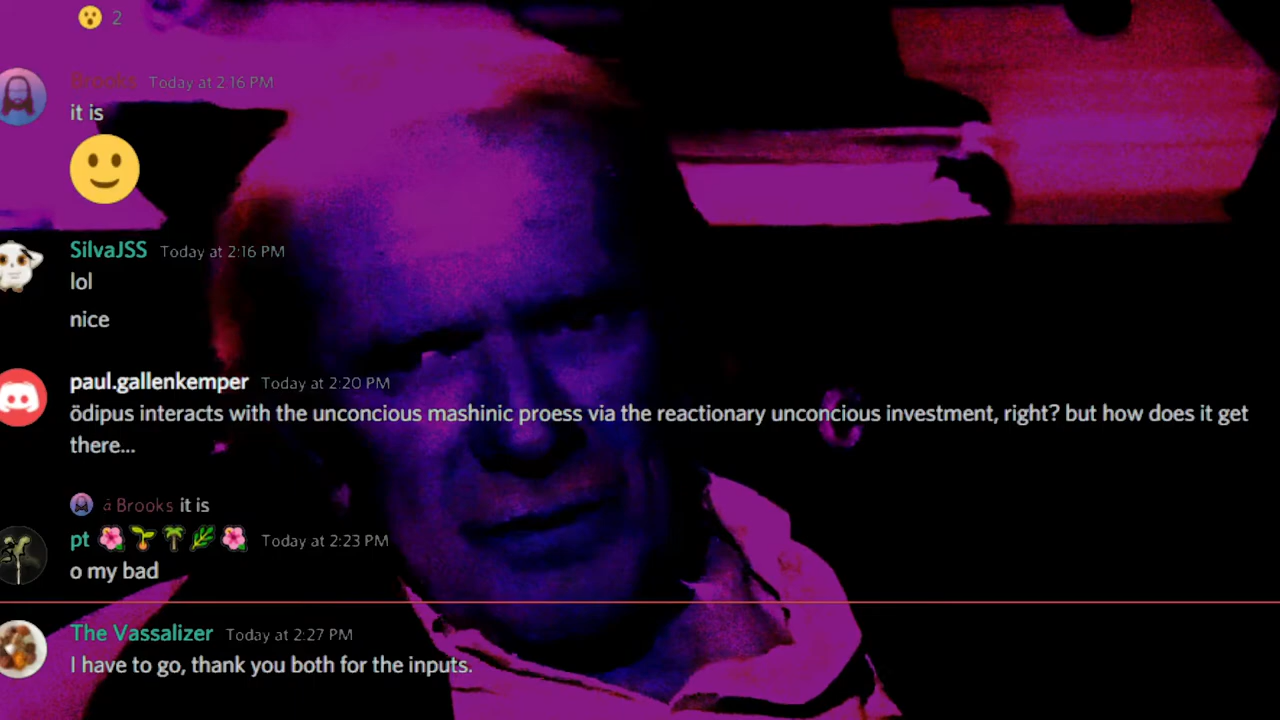 2
Brooks Today at 2:16 PM
it is
SilvaJSS Today at 2:16 PM
lol
nice
paul.gallenkemper Today at 2:20 PM
ödipus interacts with the unconcious mashinic proess via the reactionary unconcious investment, right? but how does it get
there...
ā Brooks it is
pt Today at 2:23 PM
o my bad
The Vassalizer Today at 2:27 PM
I have to go, thank you both for the inputs.